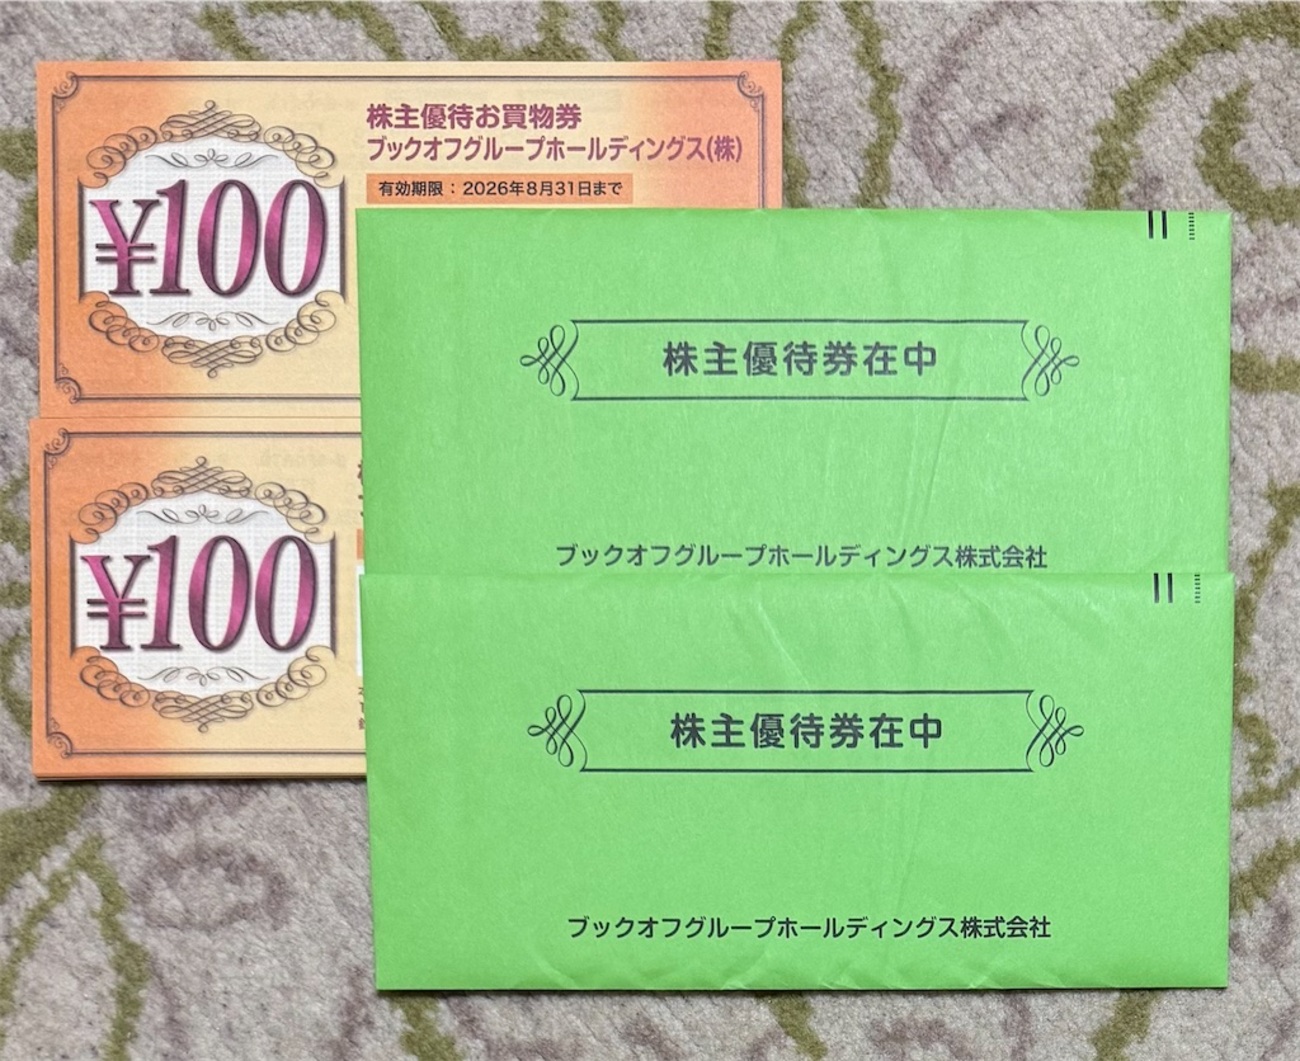 株主優待お買物券
ブックオフグループホールディングス(株)
有効期限：2026年8月31日まで
¥100
株主優待券在中
ブックオフグループホールディングス株式会社
¥100
株主優待券在中
ブックオフグループホールディングス株式会社